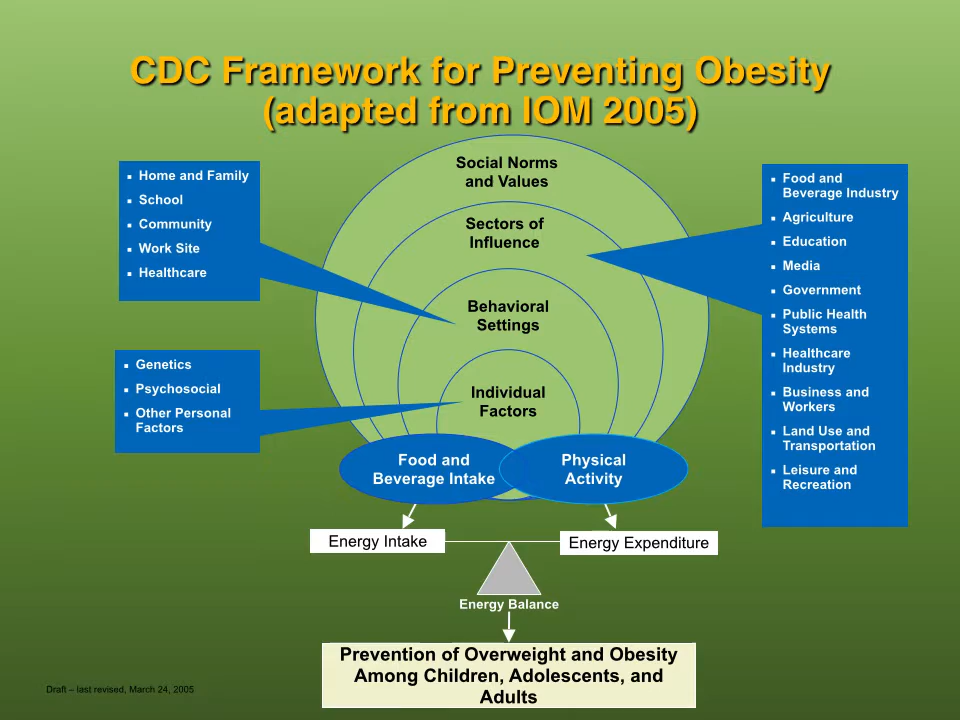 CDC Framework for Preventing Obesity
(adapted from IOM 2005)
Social Norms
and Values
Sectors of
Influence
Behavioral
Settings
Individual
Factors
▪ Home and Family
▪ School
▪ Community
▪ Work Site
▪ Healthcare
▪ Genetics
▪ Psychosocial
▪ Other Personal
Factors
▪ Food and
Beverage Industry
▪ Agriculture
▪ Education
▪ Media
▪ Government
▪ Public Health
Systems
▪ Healthcare
Industry
▪ Business and
Workers
▪ Land Use and
Transportation
▪ Leisure and
Recreation
Food and
Beverage Intake
Physical
Activity
Energy Intake
Energy Expenditure
Energy Balance
Prevention of Overweight and Obesity
Among Children, Adolescents, and
Adults
Draft – last revised, March 24, 2005